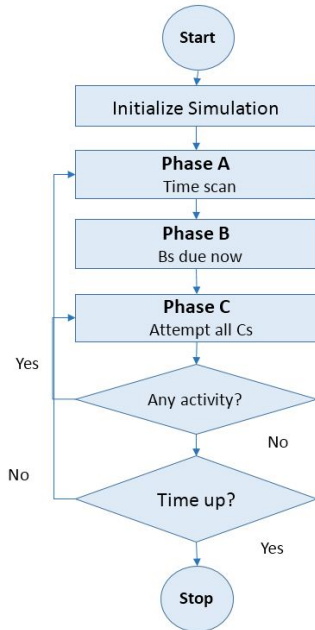 Start
Initialize Simulation
Phase A
Time scan
Phase B
Bs due now
Phase C
Attempt all Cs
Yes
Any activity?
No
No
Time up?
Yes
Stop